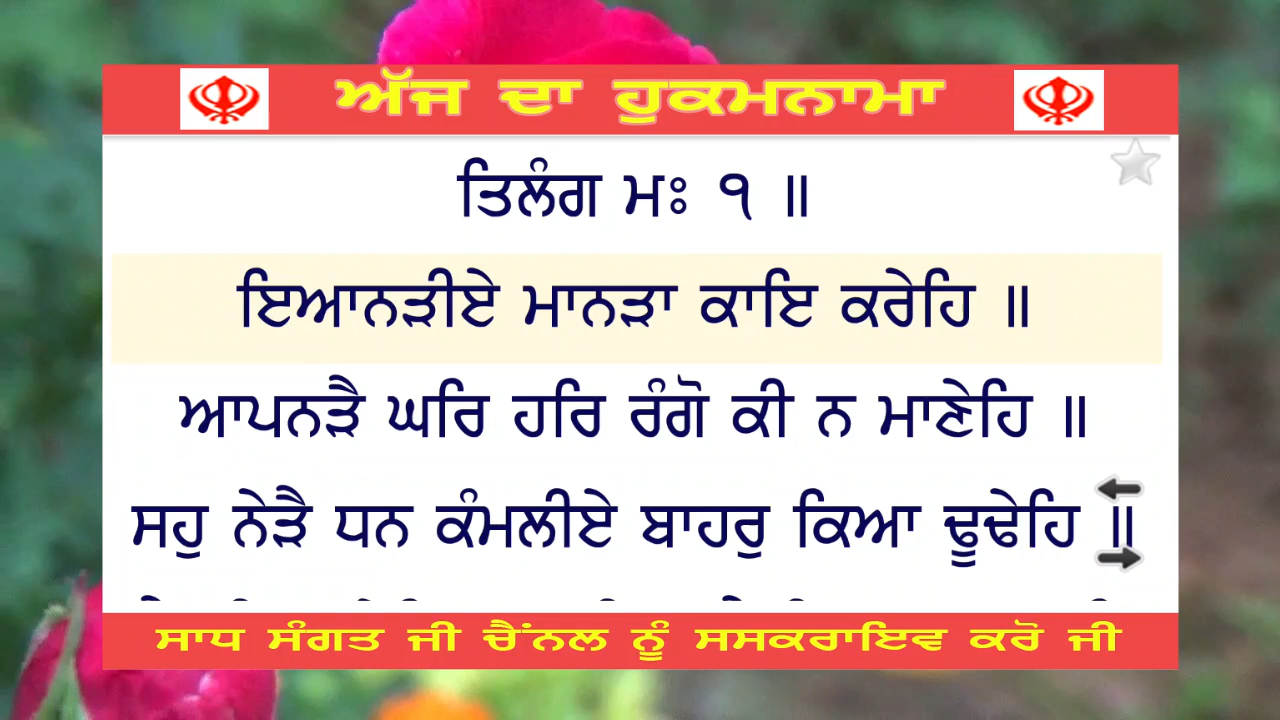 ਅੱਜ ਦਾ ਹੁਕਮਨਾਮਾ
ਤਿਲੰਗ ਮਃ ੧ ॥
ਇਆਨੜੀਏ ਮਾਨੜਾ ਕਾਇ ਕਰੇਹਿ ॥
ਆਪਨੜੈ ਘਰਿ ਹਰਿ ਰੰਗੋ ਕੀ ਨ ਮਾਣੇਹਿ ॥
ਸਹੁ ਨੇੜੈ ਧਨ ਕੰਮਲੀਏ ਬਾਹਰੁ ਕਿਆ ਢੂਢੇਹਿ ॥
ਸਾਧ ਸੰਗਤ ਜੀ ਚੈਂਨਲ ਨੂੰ ਸਸਕਰਾਇਵ ਕਰੋ ਜੀ